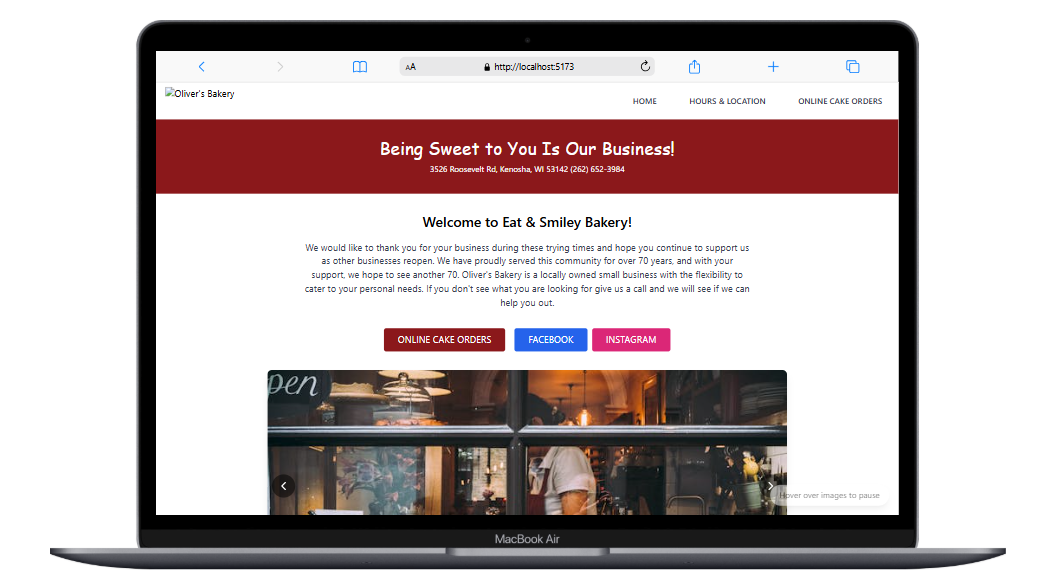 AA
http://localhost:5173
Oliver's Bakery
HOME
HOURS & LOCATION
ONLINE CAKE ORDERS
Being Sweet to You Is Our Business!
3526 Roosevelt Rd, Kenosha, WI 53142 (262) 652-3984
Welcome to Eat & Smiley Bakery!
We would like to thank you for your business during these trying times and hope you continue to support us
as other businesses reopen. We have proudly served this community for over 70 years, and with your
support, we hope to see another 70. Oliver's Bakery is a locally owned small business with the flexibility to
cater to your personal needs. If you don't see what you are looking for give us a call and we will see if we can
help you out.
ONLINE CAKE ORDERS
FACEBOOK
INSTAGRAM
pen
Hover over images to pause
MacBook Air